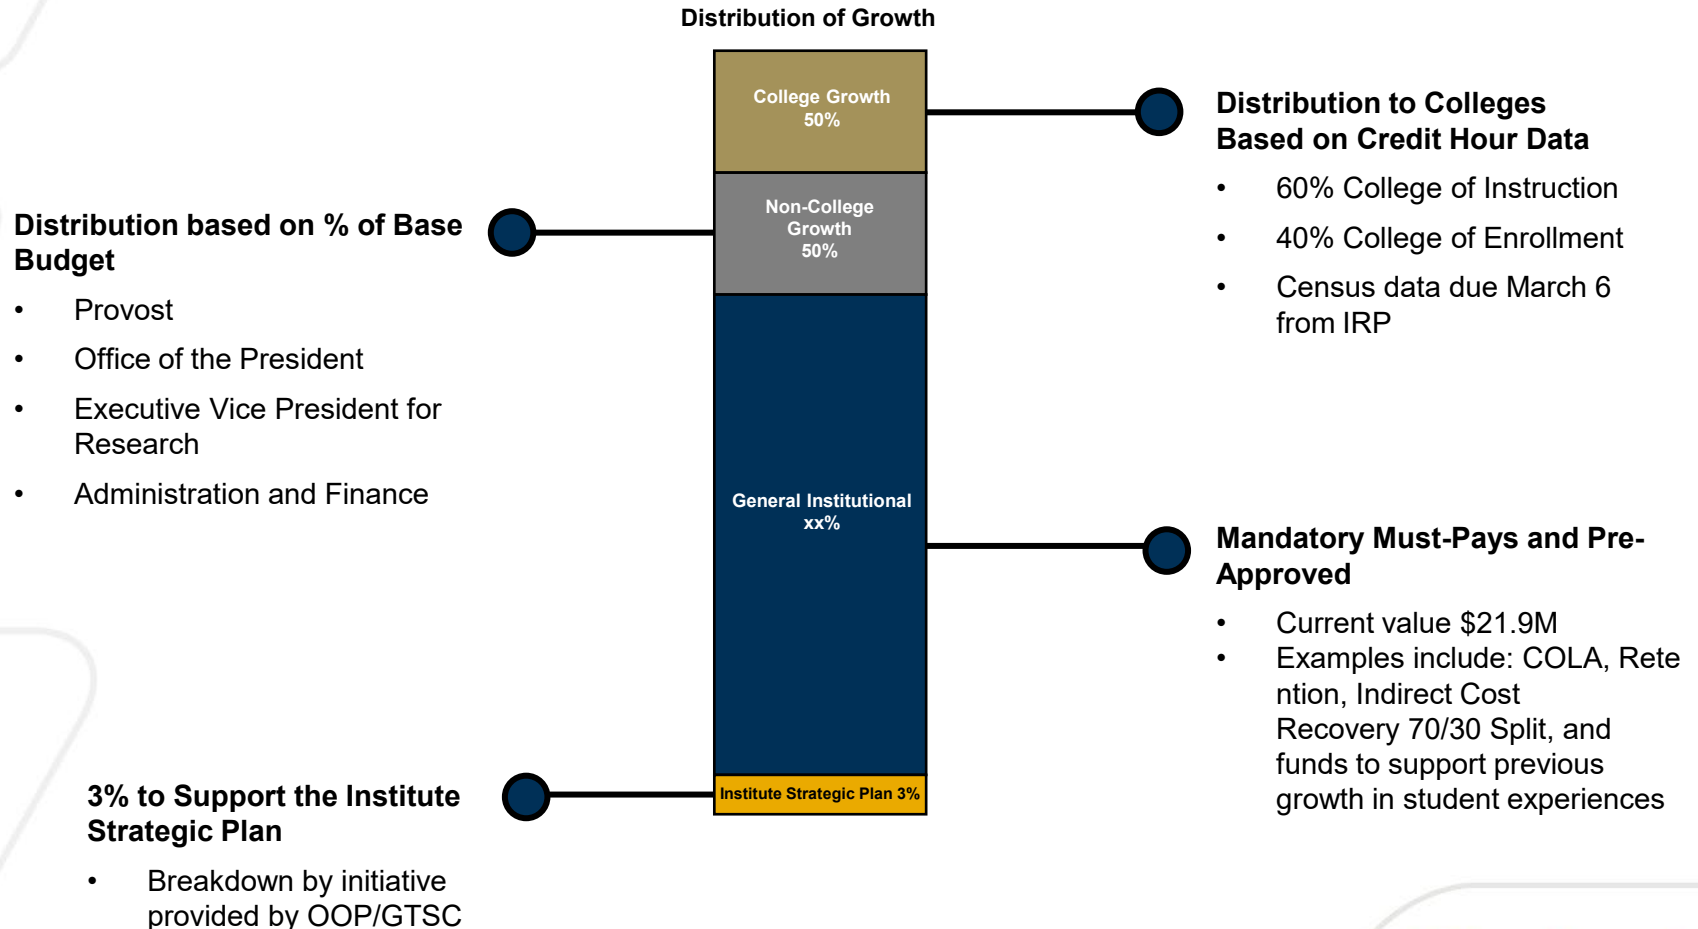 Distribution of Growth
College Growth
50%
Non-College
Growth
50%
General Institutional
xx%
Institute Strategic Plan 3%
Distribution based on % of Base
Budget
• Provost
• Office of the President
• Executive Vice President for
Research
• Administration and Finance
3% to Support the Institute
Strategic Plan
• Breakdown by initiative
provided by OOP/GTSC
Distribution to Colleges
Based on Credit Hour Data
• 60% College of Instruction
• 40% College of Enrollment
• Census data due March 6
from IRP
Mandatory Must-Pays and Pre-
Approved
• Current value $21.9M
• Examples include: COLA, Rete
ntion, Indirect Cost
Recovery 70/30 Split, and
funds to support previous
growth in student experiences